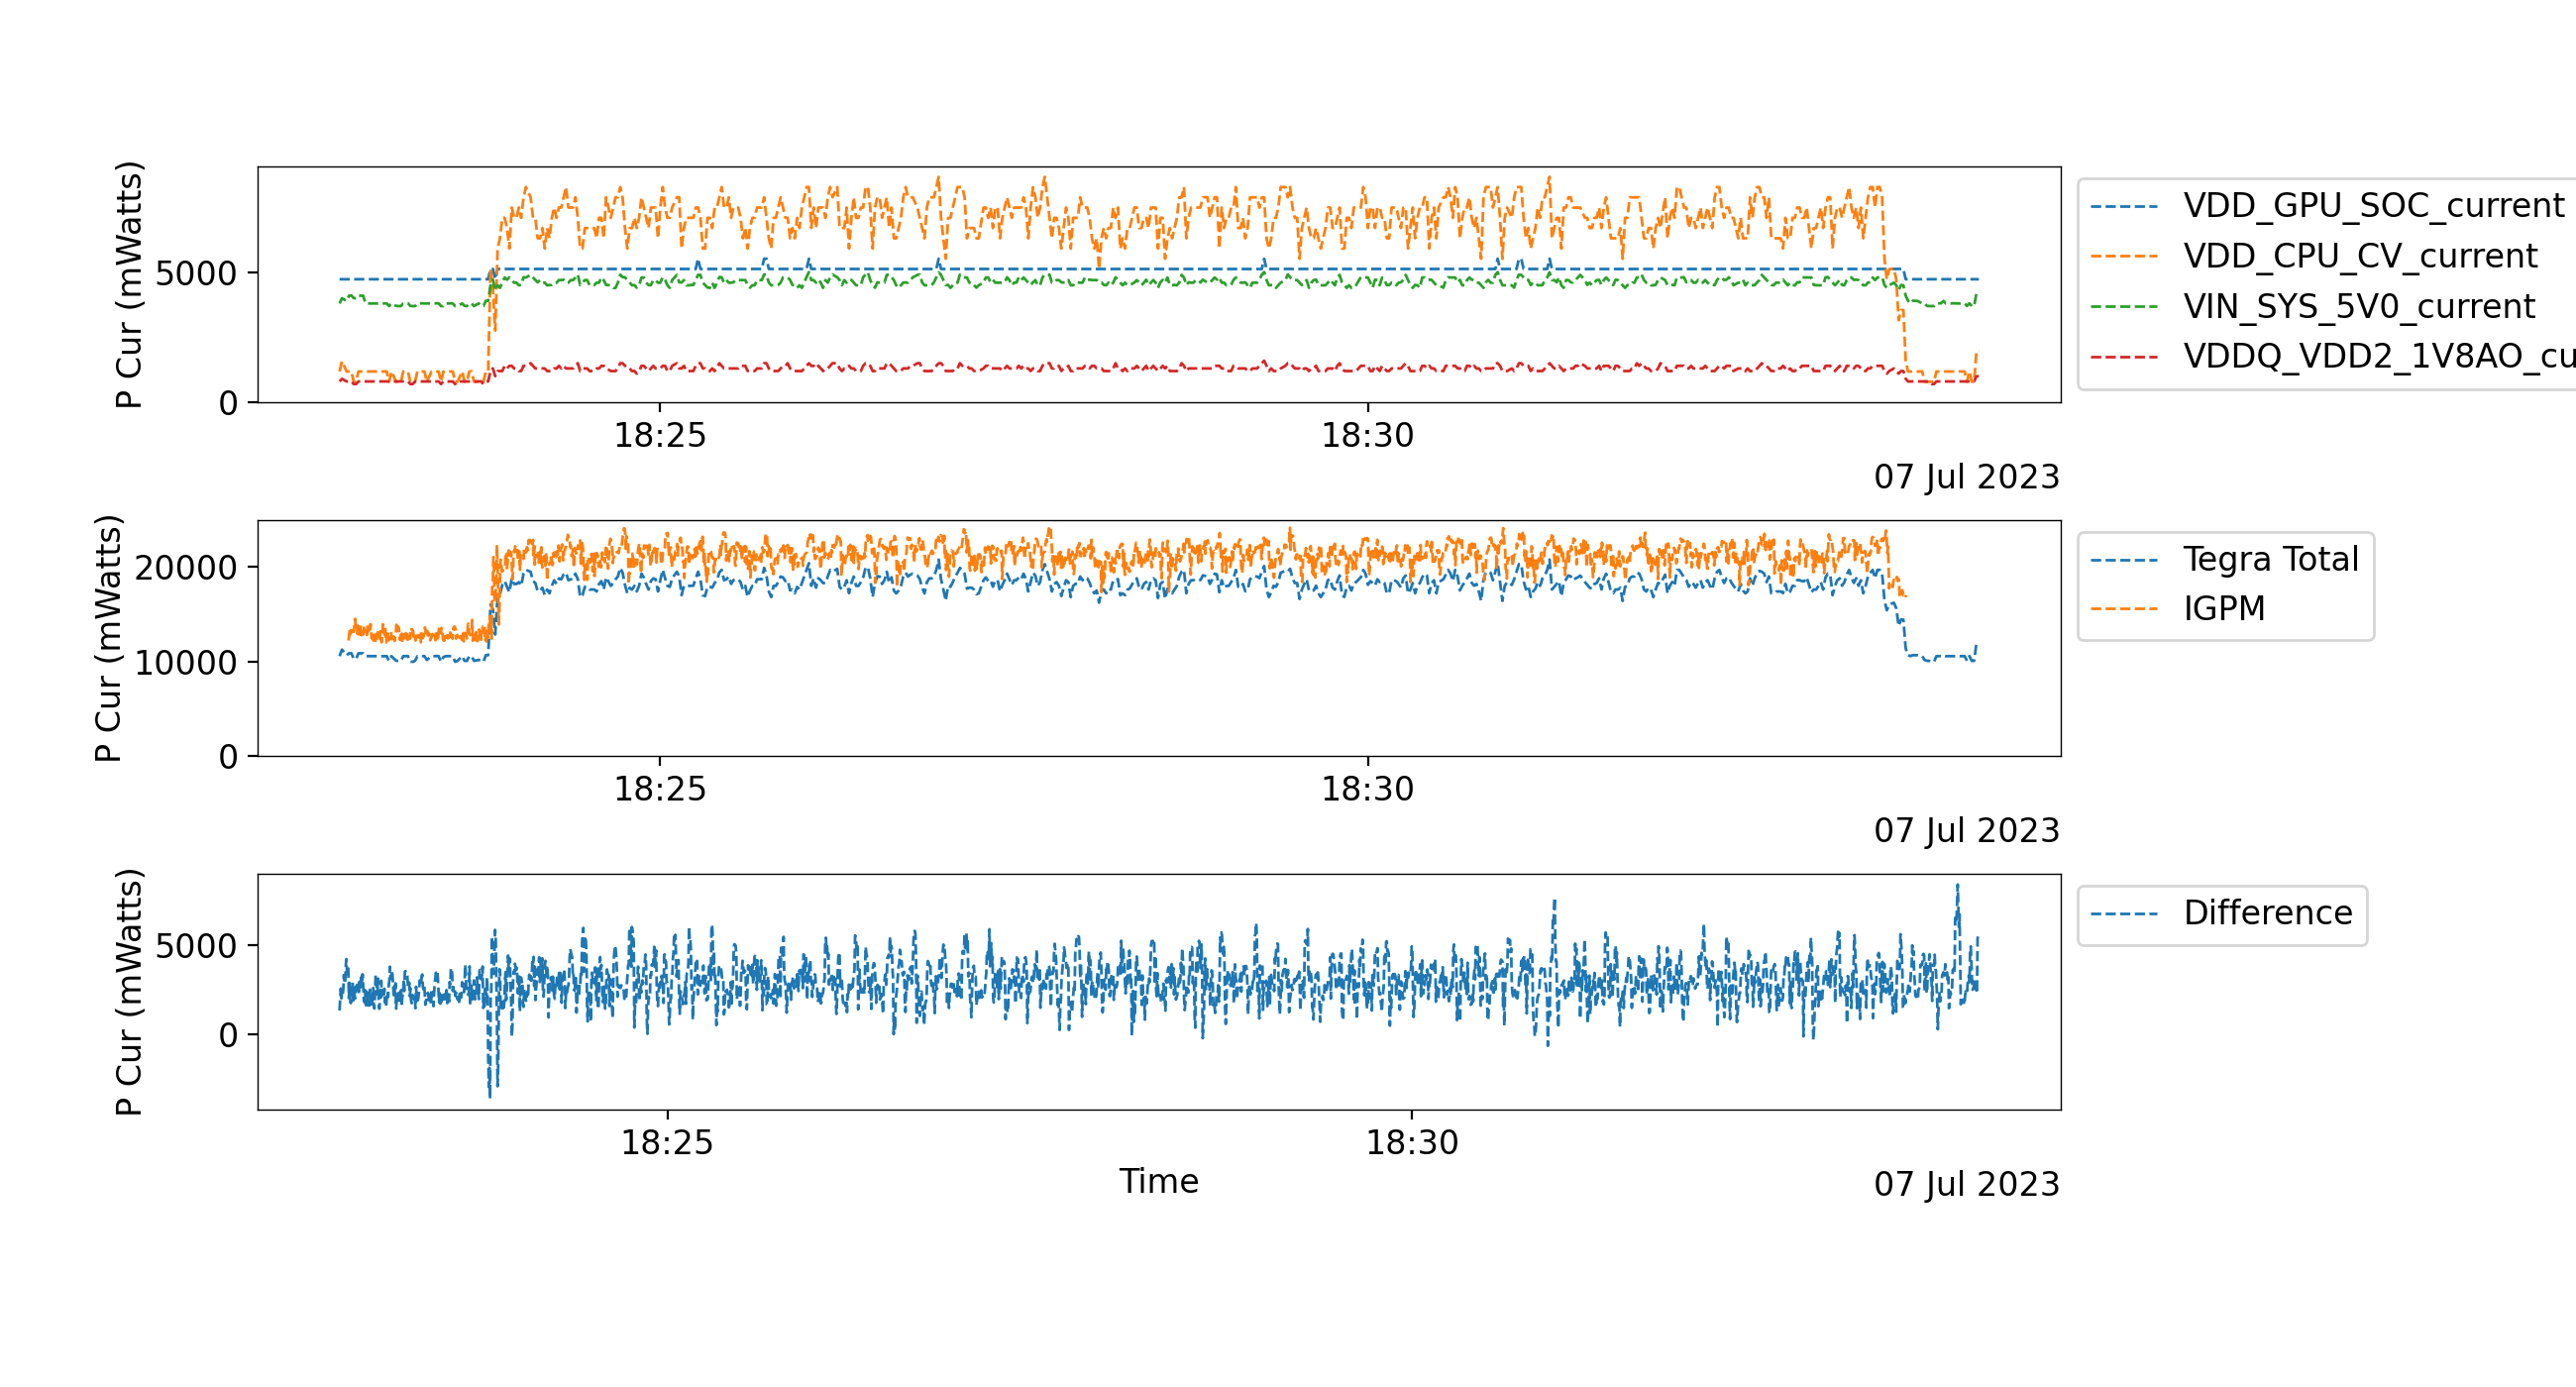 P Cur (mWatts)
5000
0
18:25
18:30
07 Jul 2023
VDD_GPU_SOC_current
VDD_CPU_CV_current
VIN_SYS_5V0_current
VDDQ_VDD2_1V8AO_cu
P Cur (mWatts)
20000
10000
0
18:25
18:30
07 Jul 2023
Tegra Total
IGPM
P Cur (mWatts)
5000
0
18:25
18:30
Time
07 Jul 2023
Difference